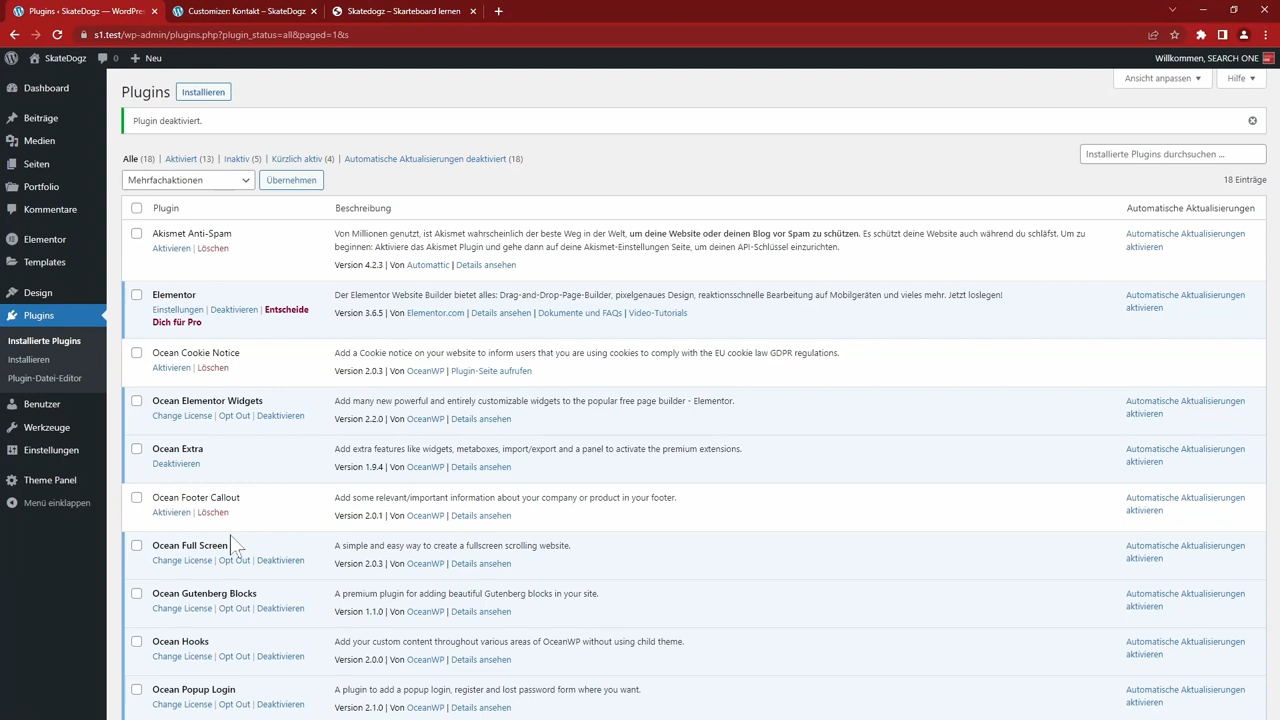 Plugins ‹ SkateDogz — WordPres
Customizer: Kontakt – SkateDogz
Skatedogz – Skarteboard lernen
s1.test/wp-admin/plugins.php?plugin_status=all&paged=1&s
SkateDogz 0 Neu
Willkommen, SEARCH ONE
Dashboard
Beiträge
Medien
Seiten
Portfolio
Kommentare
Elementor
Templates
Design
Plugins
Installierte Plugins
Installieren
Plugin-Datei-Editor
Benutzer
Werkzeuge
Einstellungen
Theme Panel
Menü einklappen
Plugins Installieren
Ansicht anpassen ▼ Hilfe ▼
Plugin deaktiviert.
Alle (18) | Aktiviert (13) | Inaktiv (5) | Kürzlich aktiv (4) | Automatische Aktualisierungen deaktiviert (18)
Installierte Plugins durchsuchen ...
Mehrfachaktionen Übernehmen
18 Einträge
Plugin Beschreibung Automatische Aktualisierungen
Akismet Anti-Spam
Aktivieren | Löschen
Von Millionen genutzt, ist Akismet wahrscheinlich der beste Weg in der Welt, um deine Website oder deinen Blog vor Spam zu schützen. Es schützt deine Website auch während du schläfst. Um zu
beginnen: Aktiviere das Akismet Plugin und gehe dann auf deine Akismet-Einstellungen Seite, um deinen API-Schlüssel einzurichten.
Version 4.2.3 | Von Automattic | Details ansehen
Automatische Aktualisierungen
aktivieren
Elementor
Einstellungen | Deaktivieren | Entscheide
Dich für Pro
Der Elementor Website Builder bietet alles: Drag-and-Drop-Page-Builder, pixelgenaues Design, reaktionsschnelle Bearbeitung auf Mobilgeräten und vieles mehr. Jetzt loslegen!
Version 3.6.5 | Von Elementor.com | Details ansehen | Dokumente und FAQs | Video-Tutorials
Automatische Aktualisierungen
aktivieren
Ocean Cookie Notice
Aktivieren | Löschen
Add a Cookie notice on your website to inform users that you are using cookies to comply with the EU cookie law GDPR regulations.
Version 2.0.3 | Von OceanWP | Plugin-Seite aufrufen
Ocean Elementor Widgets
Change License | Opt Out | Deaktivieren
Add many new powerful and entirely customizable widgets to the popular free page builder - Elementor.
Version 2.2.0 | Von OceanWP | Details ansehen
Automatische Aktualisierungen
aktivieren
Ocean Extra
Deaktivieren
Add extra features like widgets, metaboxes, import/export and a panel to activate the premium extensions.
Version 1.9.4 | Von OceanWP | Details ansehen
Automatische Aktualisierungen
aktivieren
Ocean Footer Callout
Aktivieren | Löschen
Add some relevant/important information about your company or product in your footer.
Version 2.0.1 | Von OceanWP | Details ansehen
Automatische Aktualisierungen
aktivieren
Ocean Full Screen
Change License | Opt Out | Deaktivieren
A simple and easy way to create a fullscreen scrolling website.
Version 2.0.3 | Von OceanWP | Details ansehen
Automatische Aktualisierungen
aktivieren
Ocean Gutenberg Blocks
Change License | Opt Out | Deaktivieren
A premium plugin for adding beautiful Gutenberg blocks in your site.
Version 1.1.0 | Von OceanWP | Details ansehen
Automatische Aktualisierungen
aktivieren
Ocean Hooks
Change License | Opt Out | Deaktivieren
Add your custom content throughout various areas of OceanWP without using child theme.
Version 2.0.0 | Von OceanWP | Details ansehen
Automatische Aktualisierungen
aktivieren
Ocean Popup Login
Change License | Opt Out | Deaktivieren
A plugin to add a popup login, register and lost password form where you want.
Version 2.1.0 | Von OceanWP | Details ansehen
Automatische Aktualisierungen
aktivieren